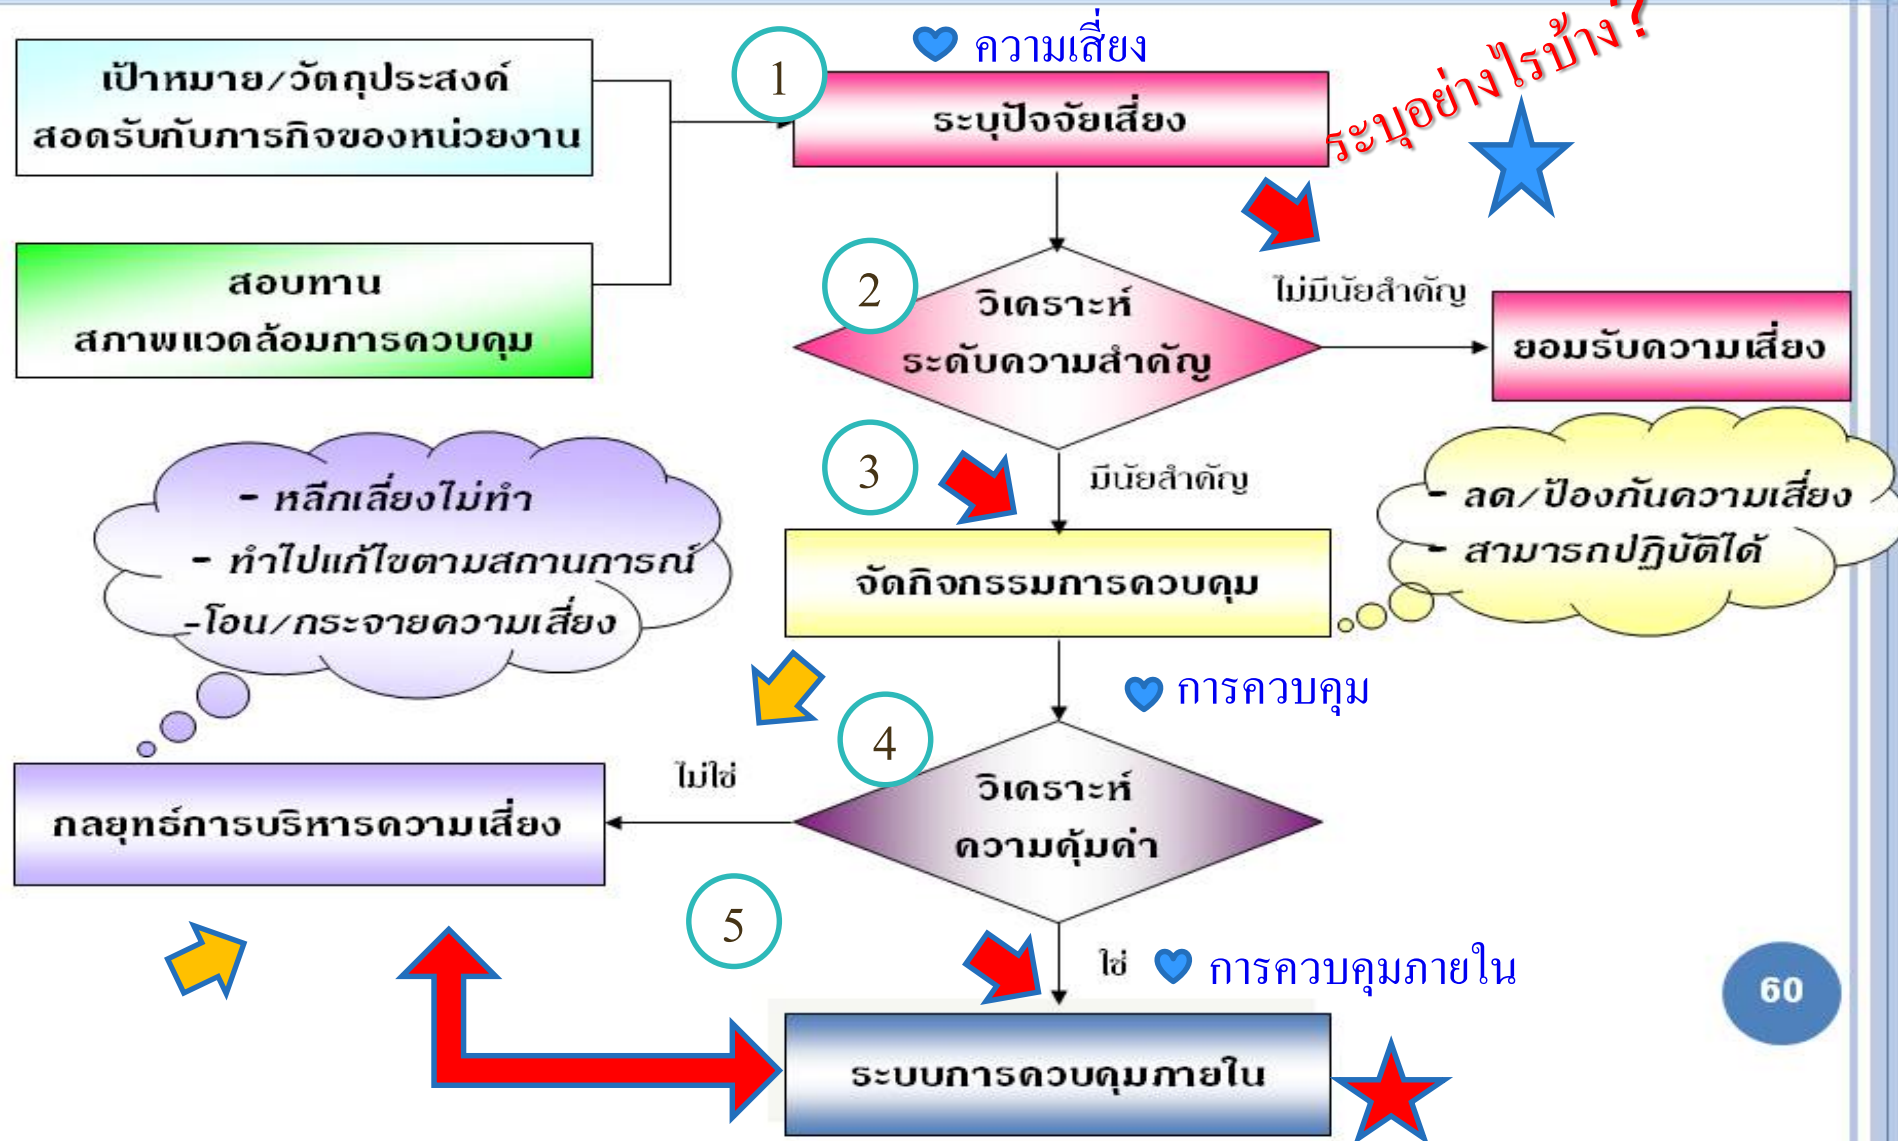 เป้าหมาย/วัตถุประสงค์
สอดรับกับภารกิจของหน่วยงาน
1
ความเสี่ยง
ระบุปัจจัยเสี่ยง
ระบุอย่างไรบ้าง?
สอบทาน
สภาพแวดล้อมการควบคุม
2
วิเคราะห์
ระดับความสำคัญ
ไม่มีนัยสำคัญ
ยอมรับความเสี่ยง
3
มีนัยสำคัญ
- หลีกเลี่ยงไม่ทำ
- ทำไปแก้ไขตามสถานการณ์
-โอน/กระจายความเสี่ยง
จัดกิจกรรมการควบคุม
- ลด/ป้องกันความเสี่ยง
- สามารถปฏิบัติได้
การควบคุม
4
วิเคราะห์
ความคุ้มค่า
ไม่ใช่
กลยุทธ์การบริหารความเสี่ยง
5
ใช่
การควบคุมภายใน
ระบบการควบคุมภายใน
60